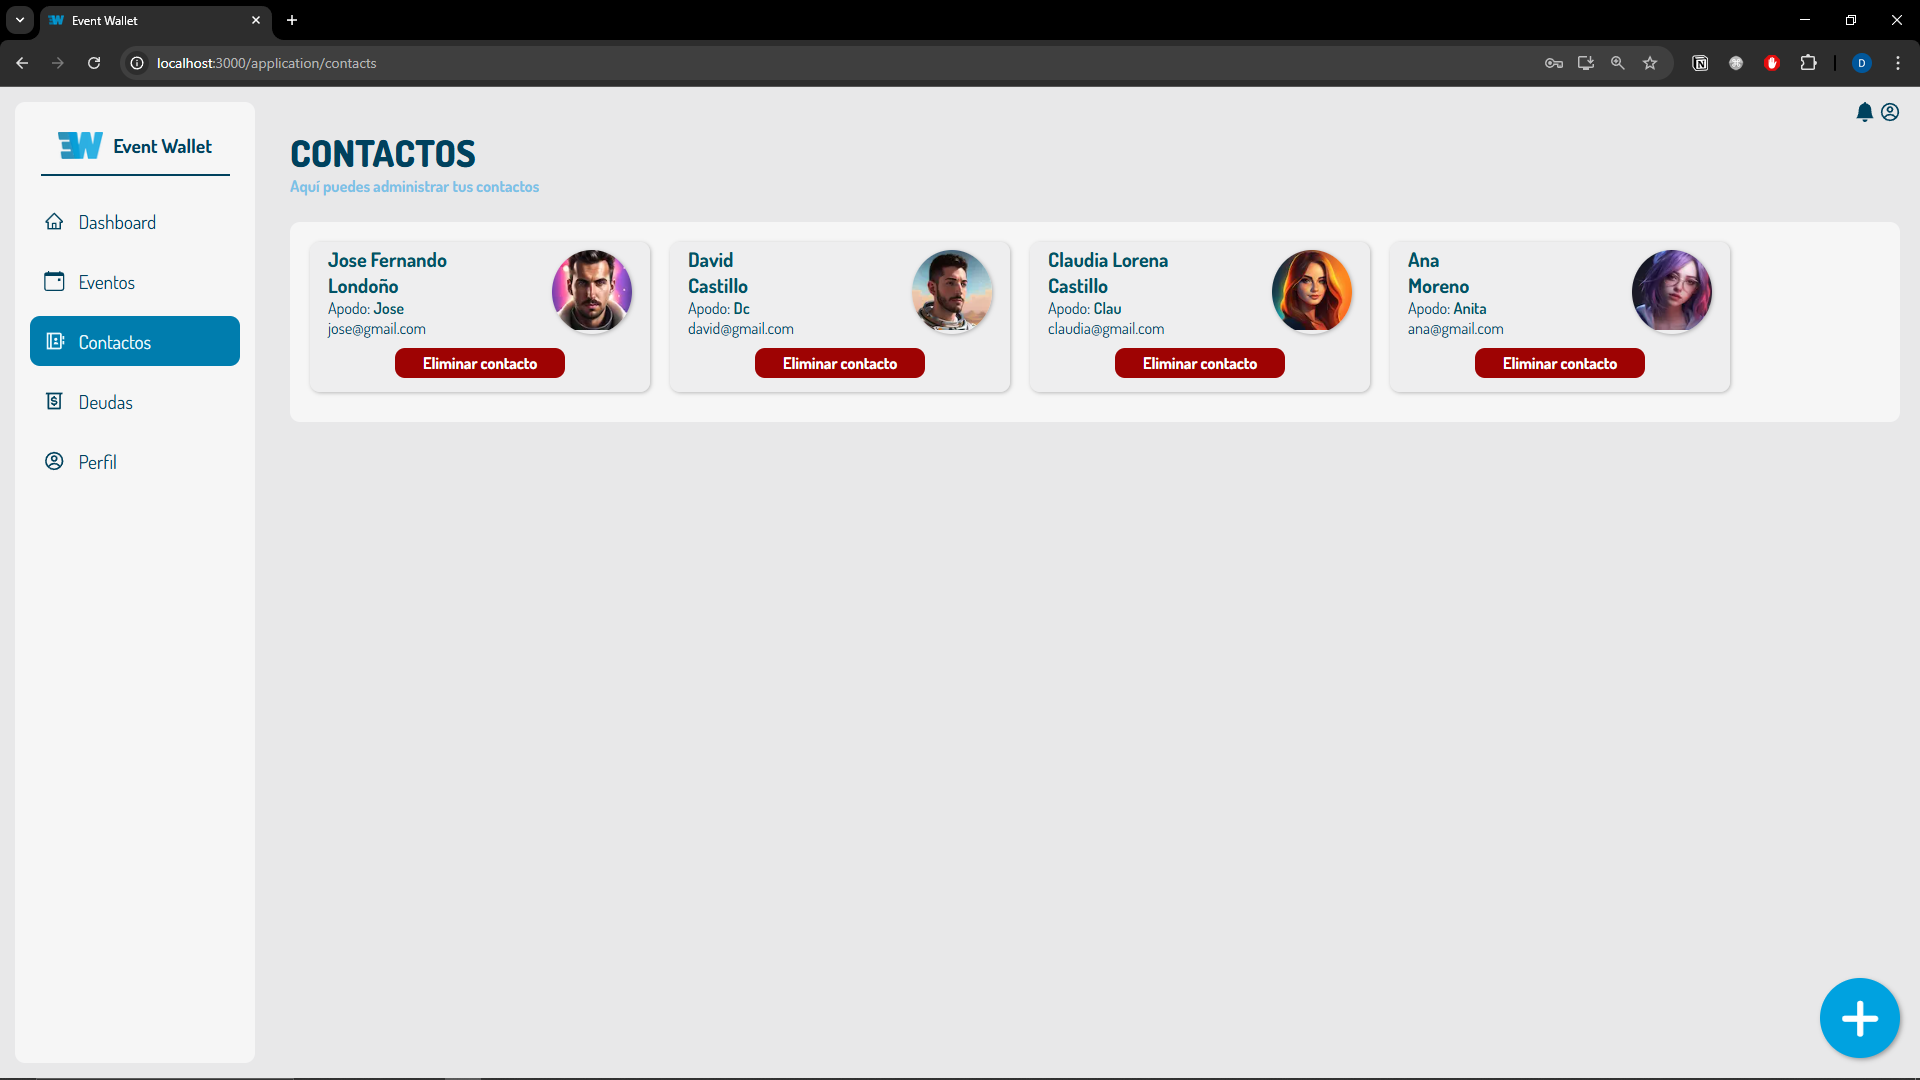 Event Wallet
localhost:3000/application/contacts
D
EW Event Wallet
Dashboard
Eventos
Contactos
Deudas
Perfil
CONTACTOS
Aquí puedes administrar tus contactos
Jose Fernando
Londoño
Apodo: Jose
jose@gmail.com
Eliminar contacto
David
Castillo
Apodo: Dc
david@gmail.com
Eliminar contacto
Claudia Lorena
Castillo
Apodo: Clau
claudia@gmail.com
Eliminar contacto
Ana
Moreno
Apodo: Anita
ana@gmail.com
Eliminar contacto